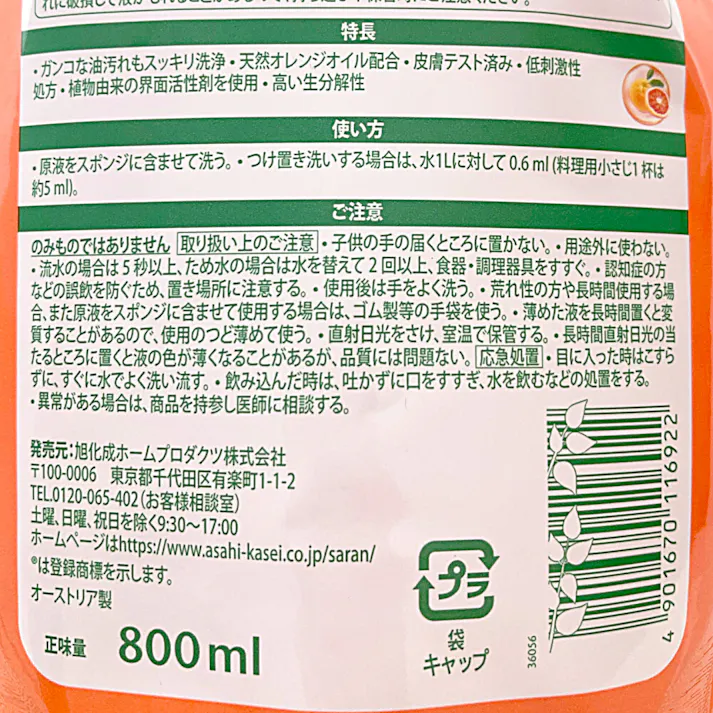 特長
・ガンコな油汚れもスッキリ洗浄・天然オレンジオイル配合・皮膚テスト済み・低刺激性
処方・植物由来の界面活性剤を使用・高い生分解性
使い方
・原液をスポンジに含ませて洗う。・つけ置き洗いする場合は、水1Lに対して0.6 ml (料理用小さじ1 杯は
約5 ml)。
ご注意
のみものではありません 取り扱い上のご注意 ・子供の手の届くところに置かない。・用途外に使わない。
・流水の場合は5秒以上、ため水の場合は水を替えて2回以上、食器・調理器具をすすぐ。・認知症の方
などの誤飲を防ぐため、置き場所に注意する。・使用後は手をよく洗う。・荒れ性の方や長時間使用する場
合、また原液をスポンジに含ませて使用する場合は、ゴム製等の手袋を使う。・薄めた液を長時間置くと変
質することがあるので、使用のつど薄めて使う。・直射日光をさけ、室温で保管する。・長時間直射日光の当
たるところに置くと液の色が薄くなることがあるが、品質には問題ない。 応急処置 ・目に入った時はこすら
ずに、すぐに水でよく洗い流す。・飲み込んだ時は、吐かずに口をすすぎ、水を飲むなどの処置をする。
・異常がある場合は、商品を持参し医師に相談する。
発売元:旭化成ホームプロダクツ株式会社
〒100-0006 東京都千代田区有楽町1-1-2
TEL.0120-065-402 (お客様相談室)
土曜、日曜、祝日を除く9:30〜17:00
ホームページはhttps://www.asahi-kasei.co.jp/saran/
®は登録商標を示します。
オーストリア製
正味量 800 ml
プラ
袋
キャップ
36056
4 901670 116922